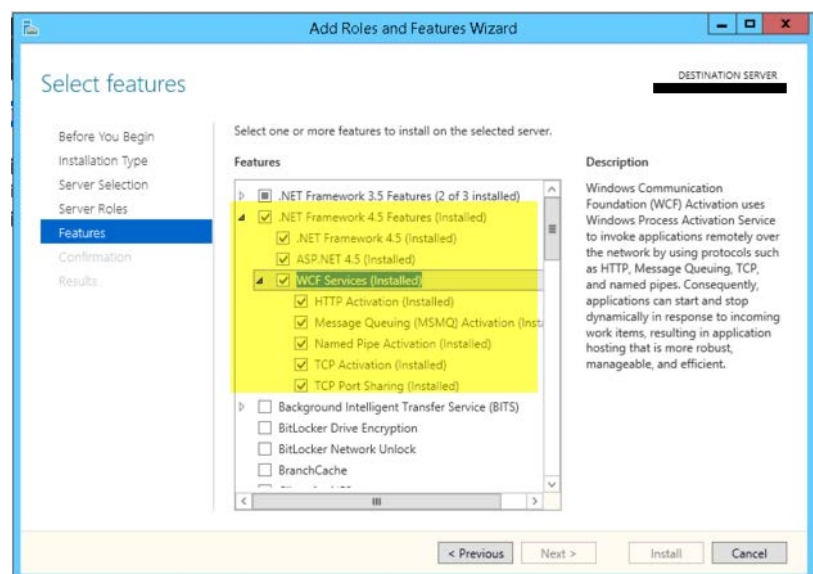 Add Roles and Features Wizard
Select features
DESTINATION SERVER
Before You Begin
Installation Type
Server Selection
Server Roles
Features
Confirmation
Results
Select one or more features to install on the selected server.
Features
.NET Framework 3.5 Features (2 of 3 installed)
.NET Framework 4.5 Features (Installed)
.NET Framework 4.5 (Installed)
ASP.NET 4.5 (Installed)
WCF Services (Installed)
HTTP Activation (Installed)
Message Queuing (MSMQ) Activation (Inst
Named Pipe Activation (Installed)
TCP Activation (Installed)
TCP Port Sharing (Installed)
Background Intelligent Transfer Service (BITS)
BitLocker Drive Encryption
BitLocker Network Unlock
BranchCache
Description
Windows Communication
Foundation (WCF) Activation uses
Windows Process Activation Service
to invoke applications remotely over
the network by using protocols such
as HTTP, Message Queuing, TCP,
and named pipes. Consequently,
applications can start and stop
dynamically in response to incoming
work items, resulting in application
hosting that is more robust,
manageable, and efficient.
< Previous
Next >
Install
Cancel